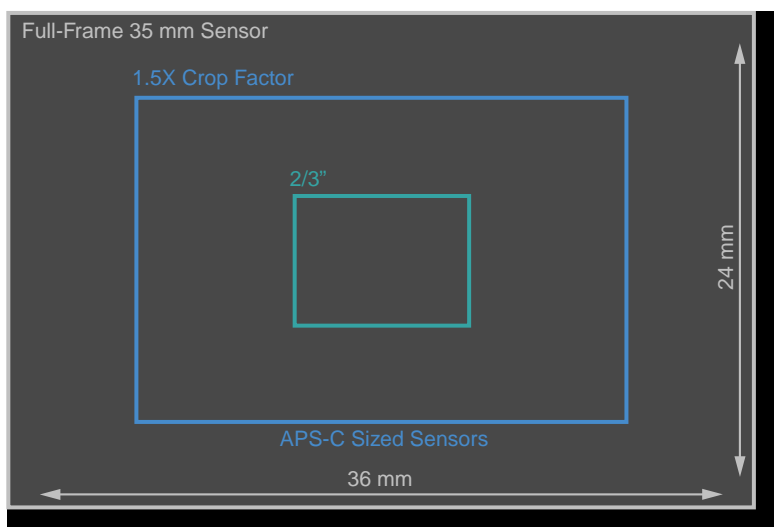 Full-Frame 35 mm Sensor
1.5X Crop Factor
2/3”
24 mm
APS-C Sized Sensors
36 mm